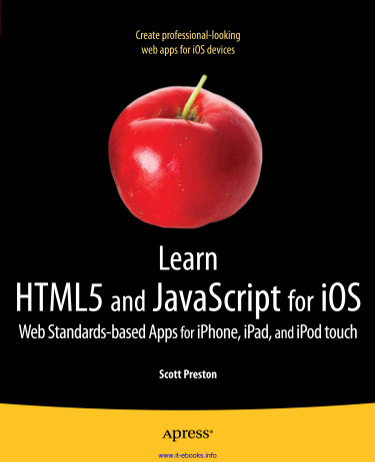 Create professional-looking
web apps for iOS devices
Learn
HTML5 and JavaScript for iOS
Web Standards-based Apps for iPhone, iPad, and iPod touch
Scott Preston
Apress®
www.it-ebooks.info